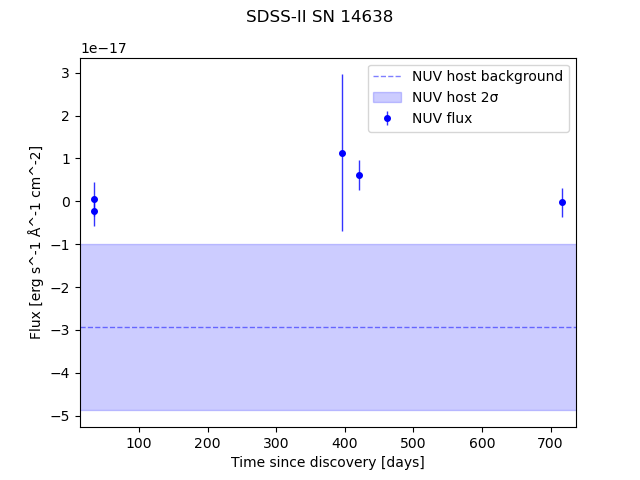 SDSS-II SN 14638
1e−17
NUV host background
NUV host 2σ
NUV flux
3
2
1
0
−1
−2
−3
−4
−5
Flux [erg s^-1 Å^-1 cm^-2]
100
200
300
400
500
600
700
Time since discovery [days]